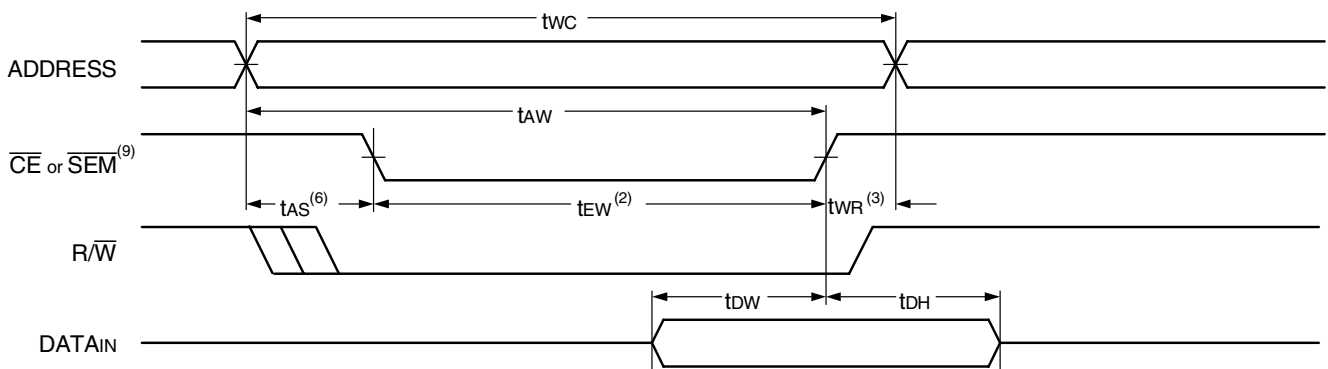 tWC
ADDRESS
tAW
CE or SEM(9)
tAS(6)
tEW(2)
tWR(3)
R/W
tDW
tDH
DATAIN